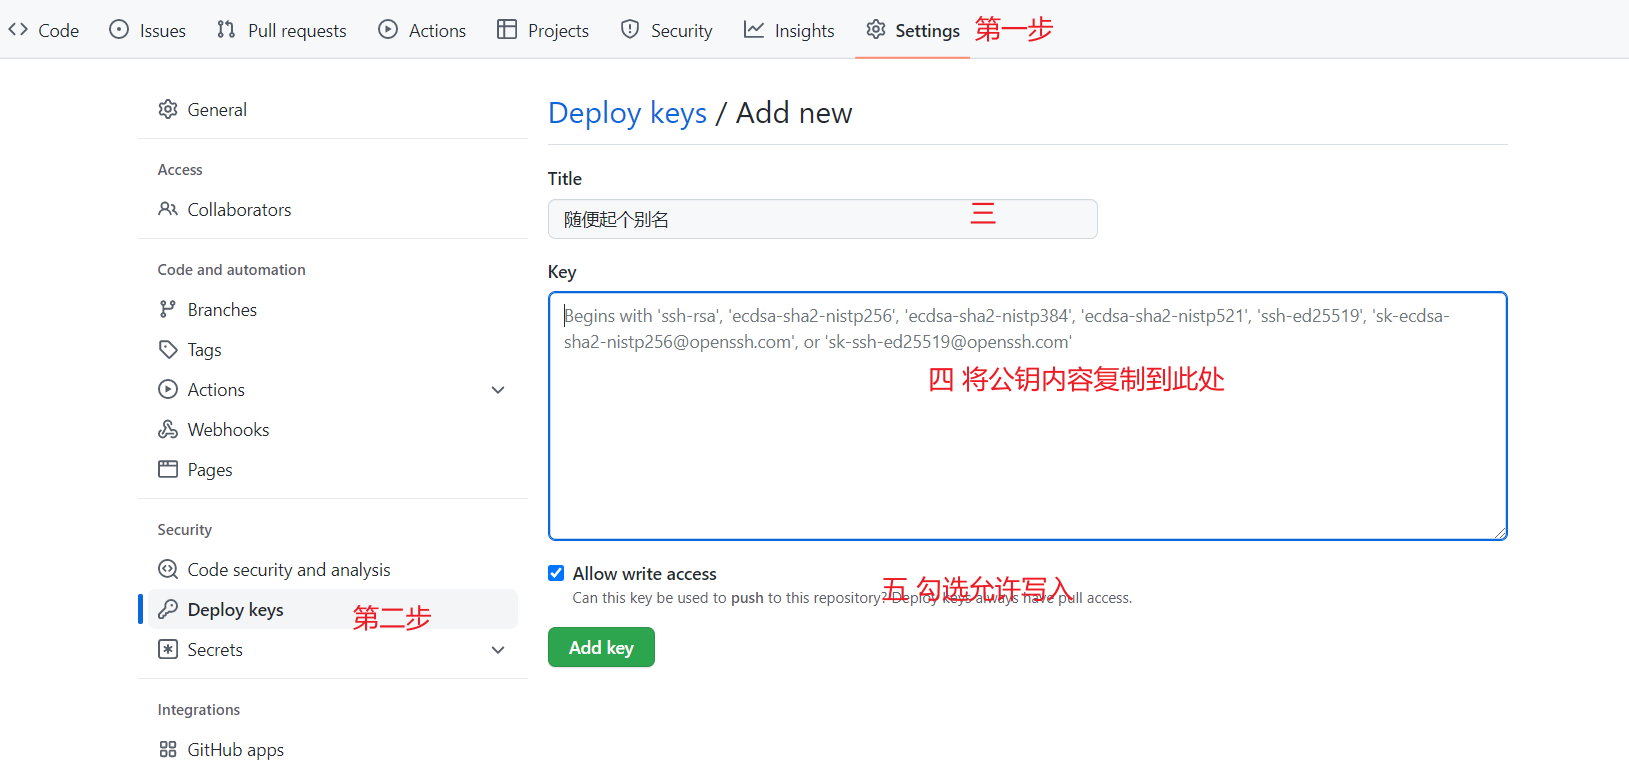 Code Issues Pull requests Actions Projects Security Insights Settings 第一步
General
Access
Collaborators
Code and automation
Branches
Tags
Actions
Webhooks
Pages
Security
Code security and analysis
Deploy keys 第二步
Secrets
Integrations
GitHub apps
Deploy keys / Add new
Title
随便起个别名 三
Key
Begins with 'ssh-rsa', 'ecdsa-sha2-nistp256', 'ecdsa-sha2-nistp384', 'ecdsa-sha2-nistp521', 'ssh-ed25519', 'sk-ecdsa-
sha2-nistp256@openssh.com', or 'sk-ssh-ed25519@openssh.com'
四 将公钥内容复制到此处
Allow write access
五 勾选允许写入
Can this key be used to push to this repository? Deploy keys always have pull access.
Add key